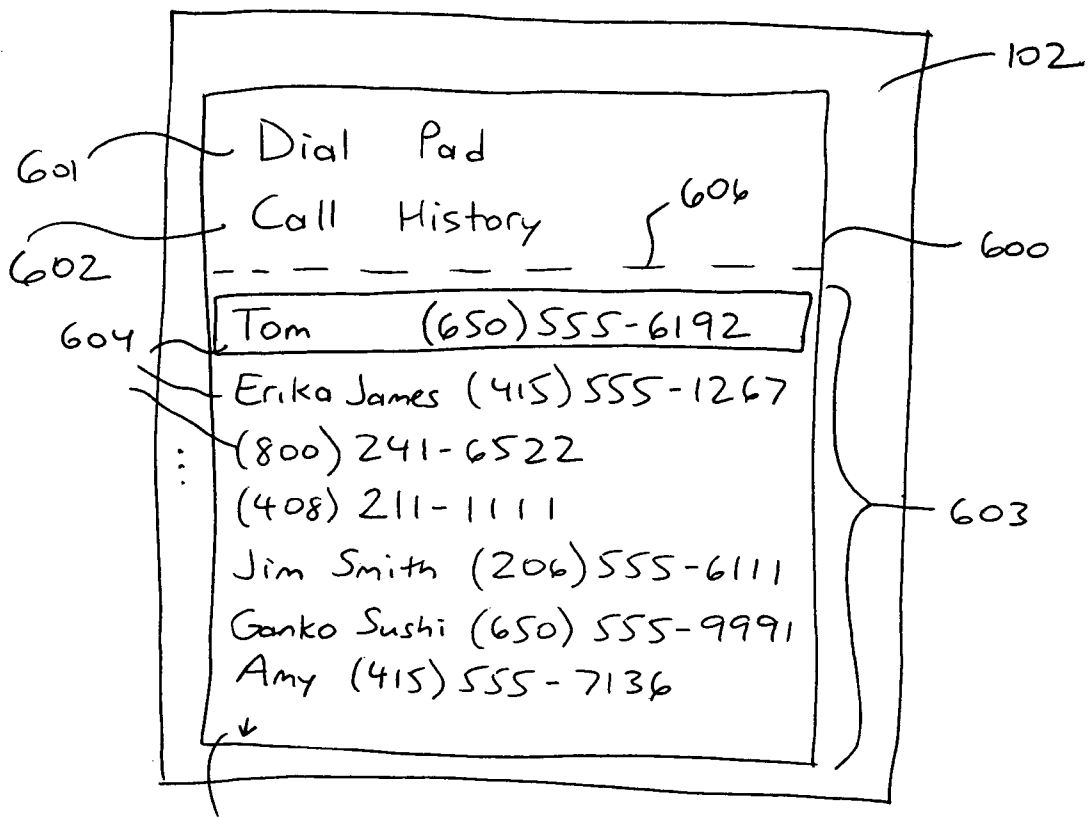 102
601 Dial Pad
606
602 Call History
600
604 Tom (650) 555-6192
Erika James (415) 555-1267
(800) 241-6522
(408) 211-1111
603
Jim Smith (206) 555-6111
Ganko Sushi (650) 555-9991
Amy (415) 555-7136